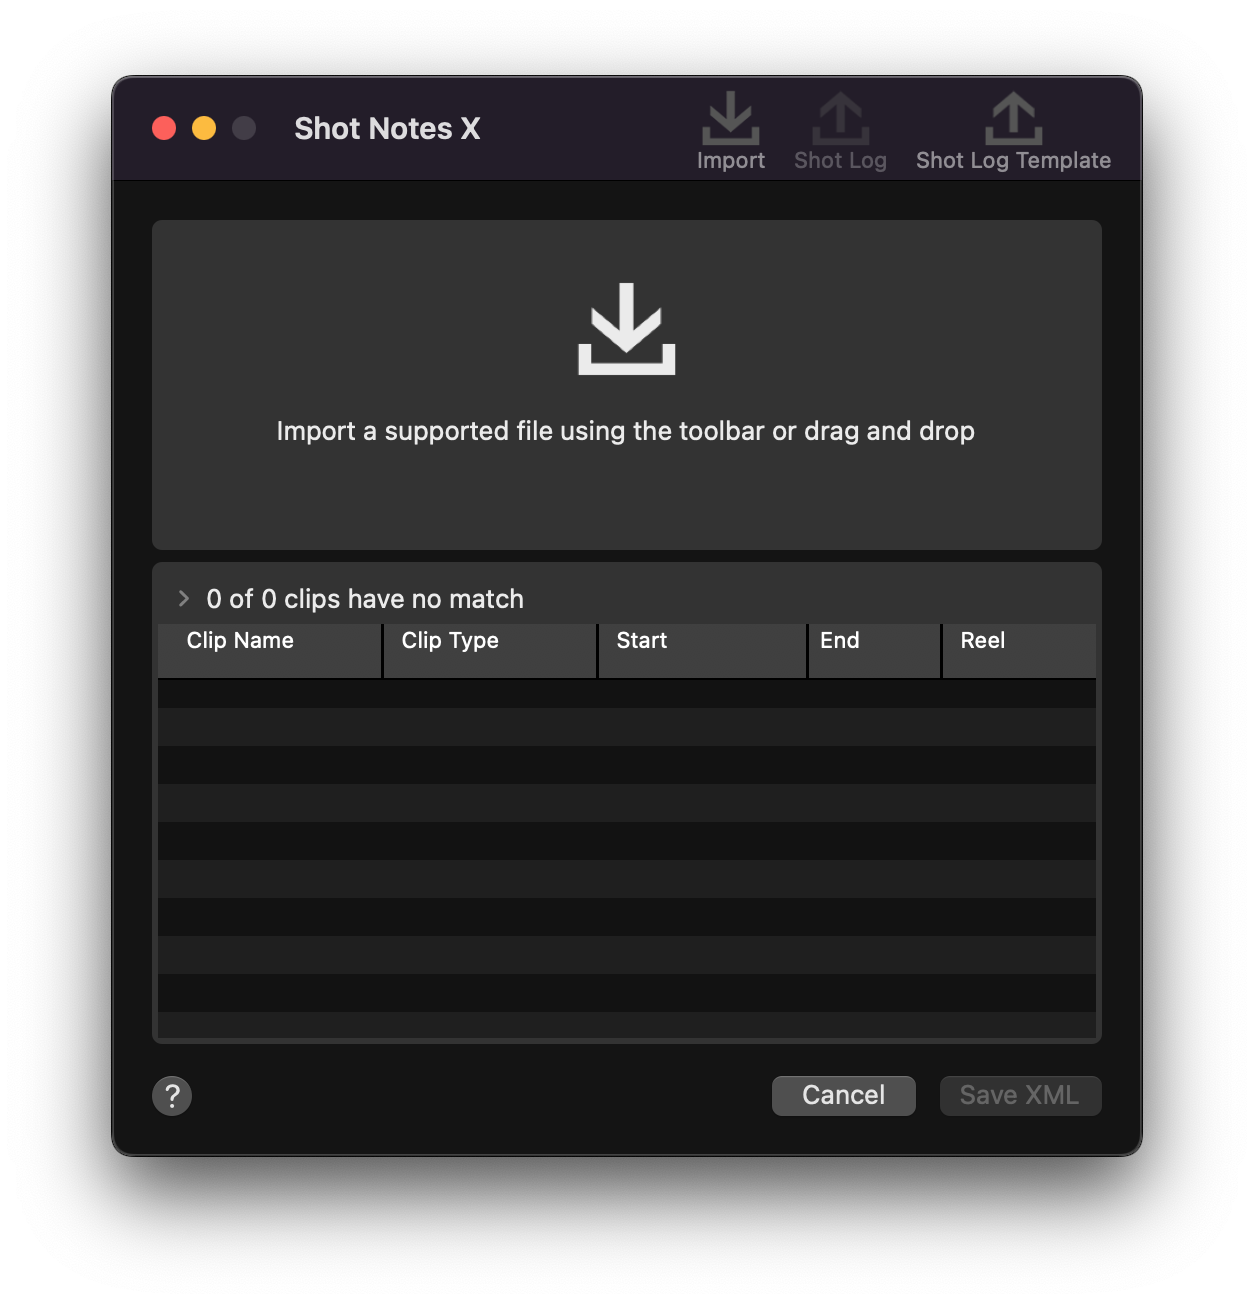 Shot Notes X
Import
Shot Log
Shot Log Template
Import a supported file using the toolbar or drag and drop
0 of 0 clips have no match
Clip Name Clip Type Start End Reel
?
Cancel
Save XML